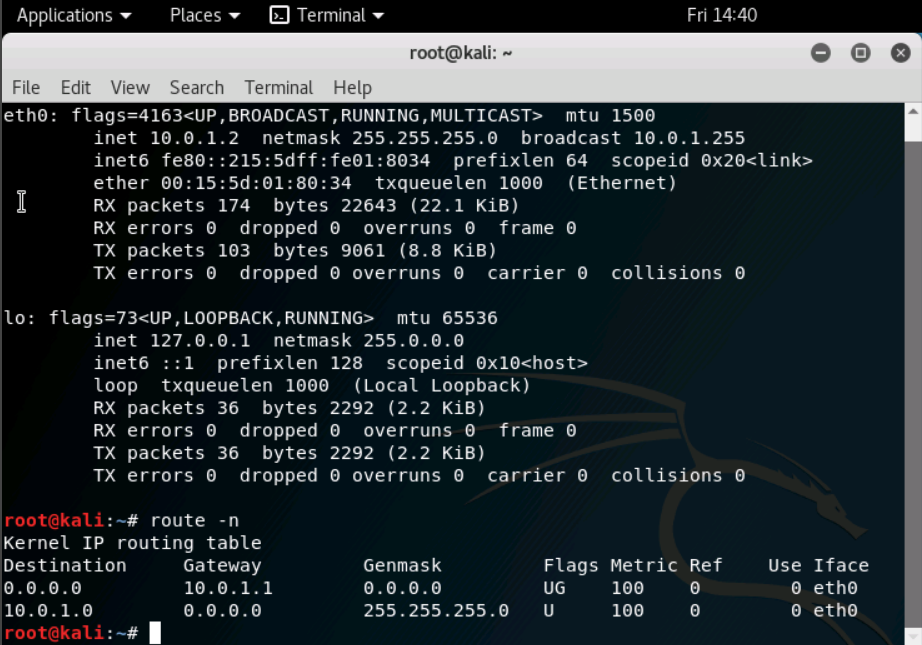 Applications Places Terminal Fri 14:40
root@kali: ~
File Edit View Search Terminal Help
eth0: flags=4163<UP,BROADCAST,RUNNING,MULTICAST>  mtu 1500
        inet 10.0.1.2  netmask 255.255.255.0  broadcast 10.0.1.255
        inet6 fe80::215:5dff:fe01:8034  prefixlen 64  scopeid 0x20<link>
        ether 00:15:5d:01:80:34  txqueuelen 1000  (Ethernet)
        RX packets 174  bytes 22643 (22.1 KiB)
        RX errors 0  dropped 0  overruns 0  frame 0
        TX packets 103  bytes 9061 (8.8 KiB)
        TX errors 0  dropped 0 overruns 0  carrier 0  collisions 0

lo: flags=73<UP,LOOPBACK,RUNNING>  mtu 65536
        inet 127.0.0.1  netmask 255.0.0.0
        inet6 ::1  prefixlen 128  scopeid 0x10<host>
        loop  txqueuelen 1000  (Local Loopback)
        RX packets 36  bytes 2292 (2.2 KiB)
        RX errors 0  dropped 0  overruns 0  frame 0
        TX packets 36  bytes 2292 (2.2 KiB)
        TX errors 0  dropped 0 overruns 0  carrier 0  collisions 0

root@kali:~# route -n
Kernel IP routing table
Destination     Gateway         Genmask         Flags Metric Ref    Use Iface
0.0.0.0         10.0.1.1        0.0.0.0         UG    100    0        0 eth0
10.0.1.0        0.0.0.0         255.255.255.0   U     100    0        0 eth0
root@kali:~#